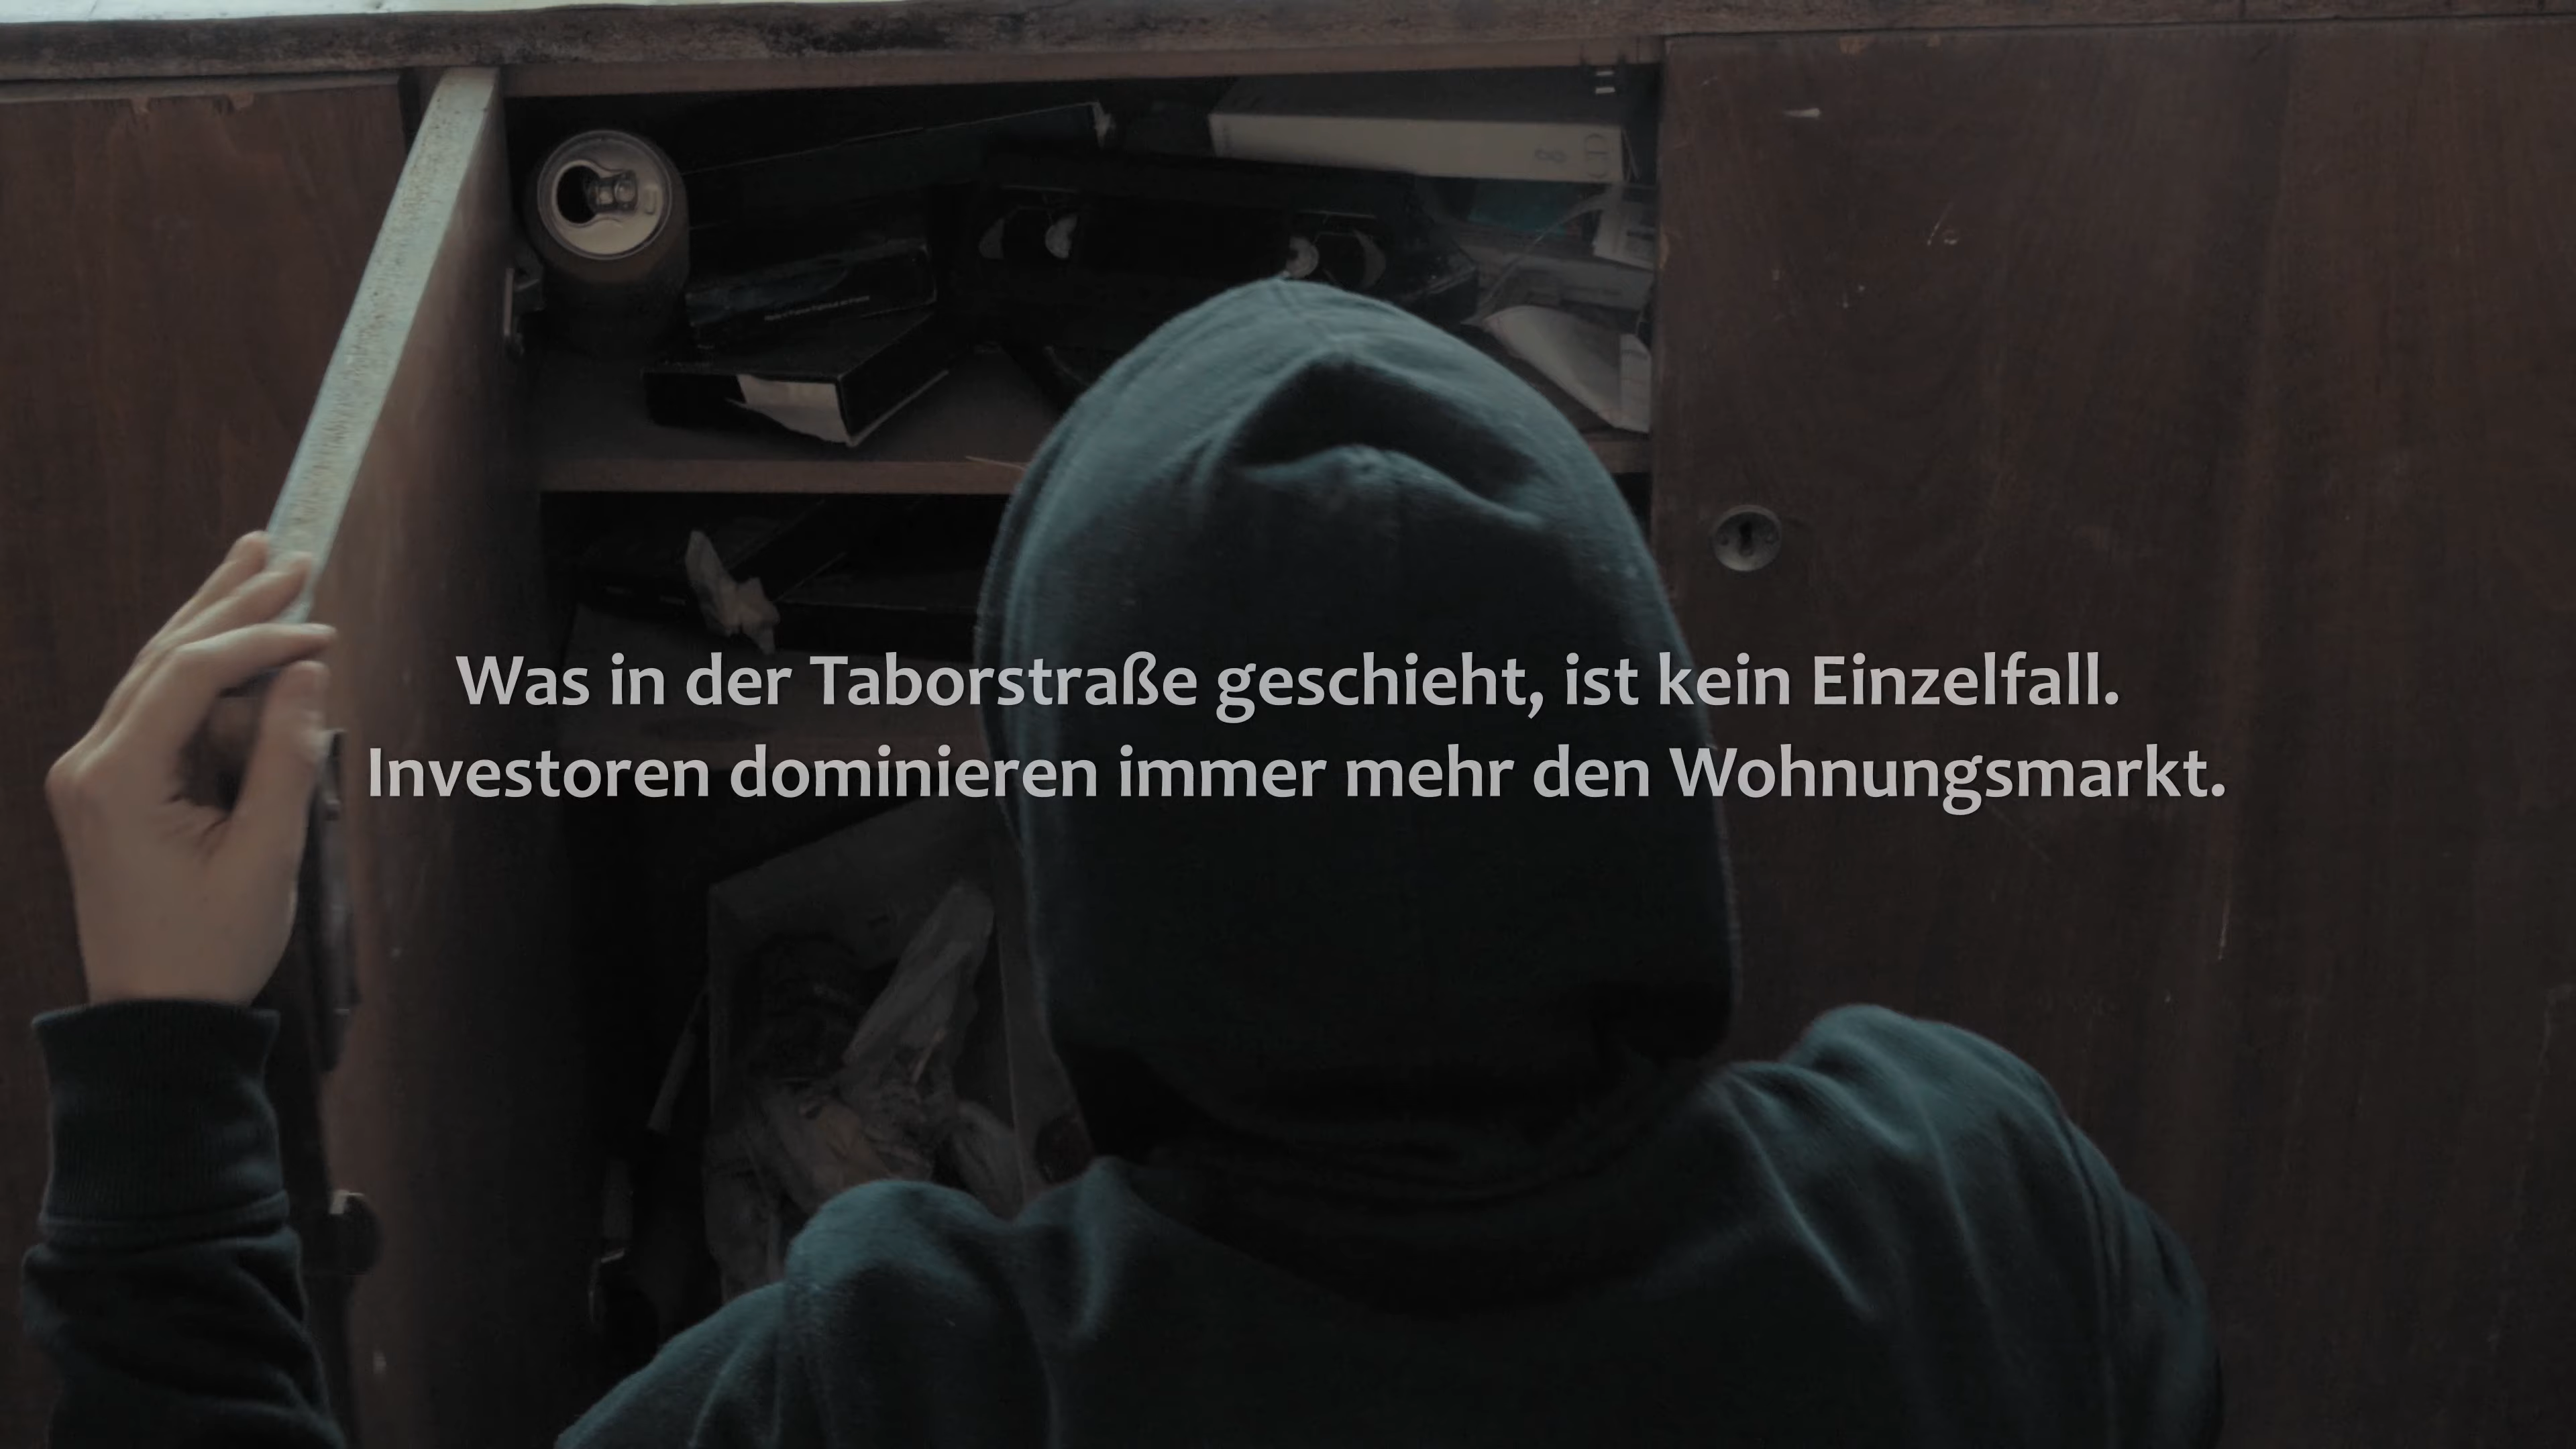 Was in der Taborstraße geschieht, ist kein Einzelfall.
Investoren dominieren immer mehr den Wohnungsmarkt.